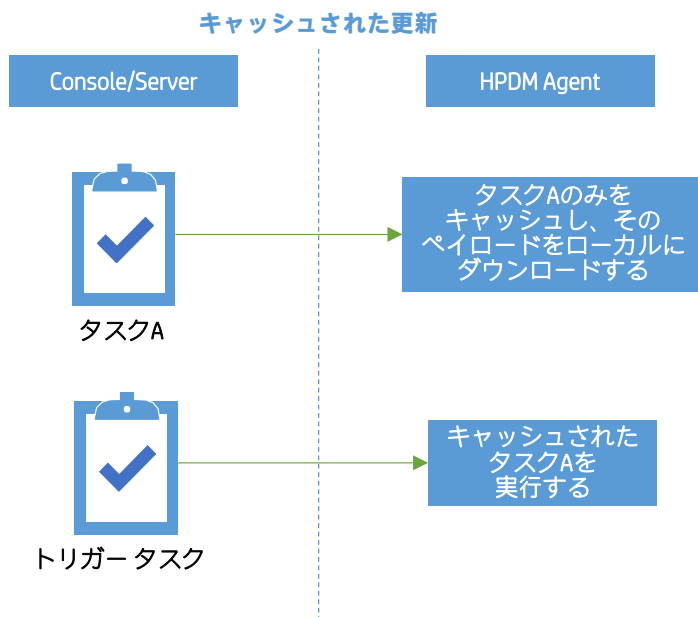 キャッシュされた更新
Console/Server
HPDM Agent
タスクAのみを
キャッシュし、その
ペイロードをローカルに
ダウンロードする
タスクA
キャッシュされた
タスクAを
実行する
トリガー タスク